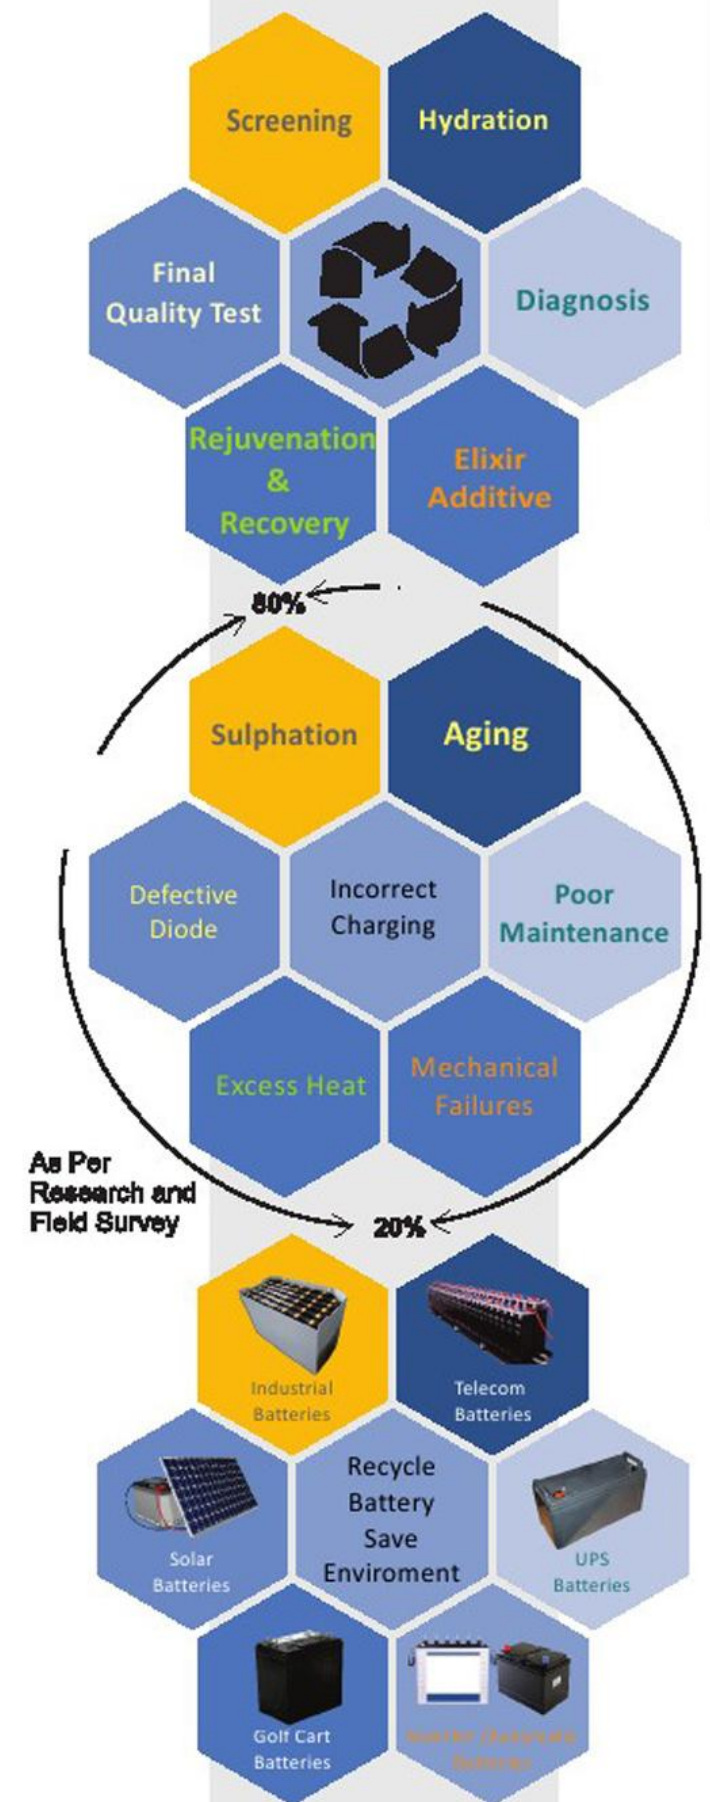 Screening
Hydration
Final
Quality Test
Diagnosis
Rejuvenation
&
Recovery
Elixir
Additive
80%
Sulphation
Aging
Defective
Diode
Incorrect
Charging
Poor
Maintenance
Excess Heat
Mechanical
Failures
As Per
Research and
Field Survey
20%
Industrial
Batteries
Telecom
Batteries
Solar
Batteries
Recycle
Battery
Save
Enviroment
UPS
Batteries
Golf Cart
Batteries
Batteries